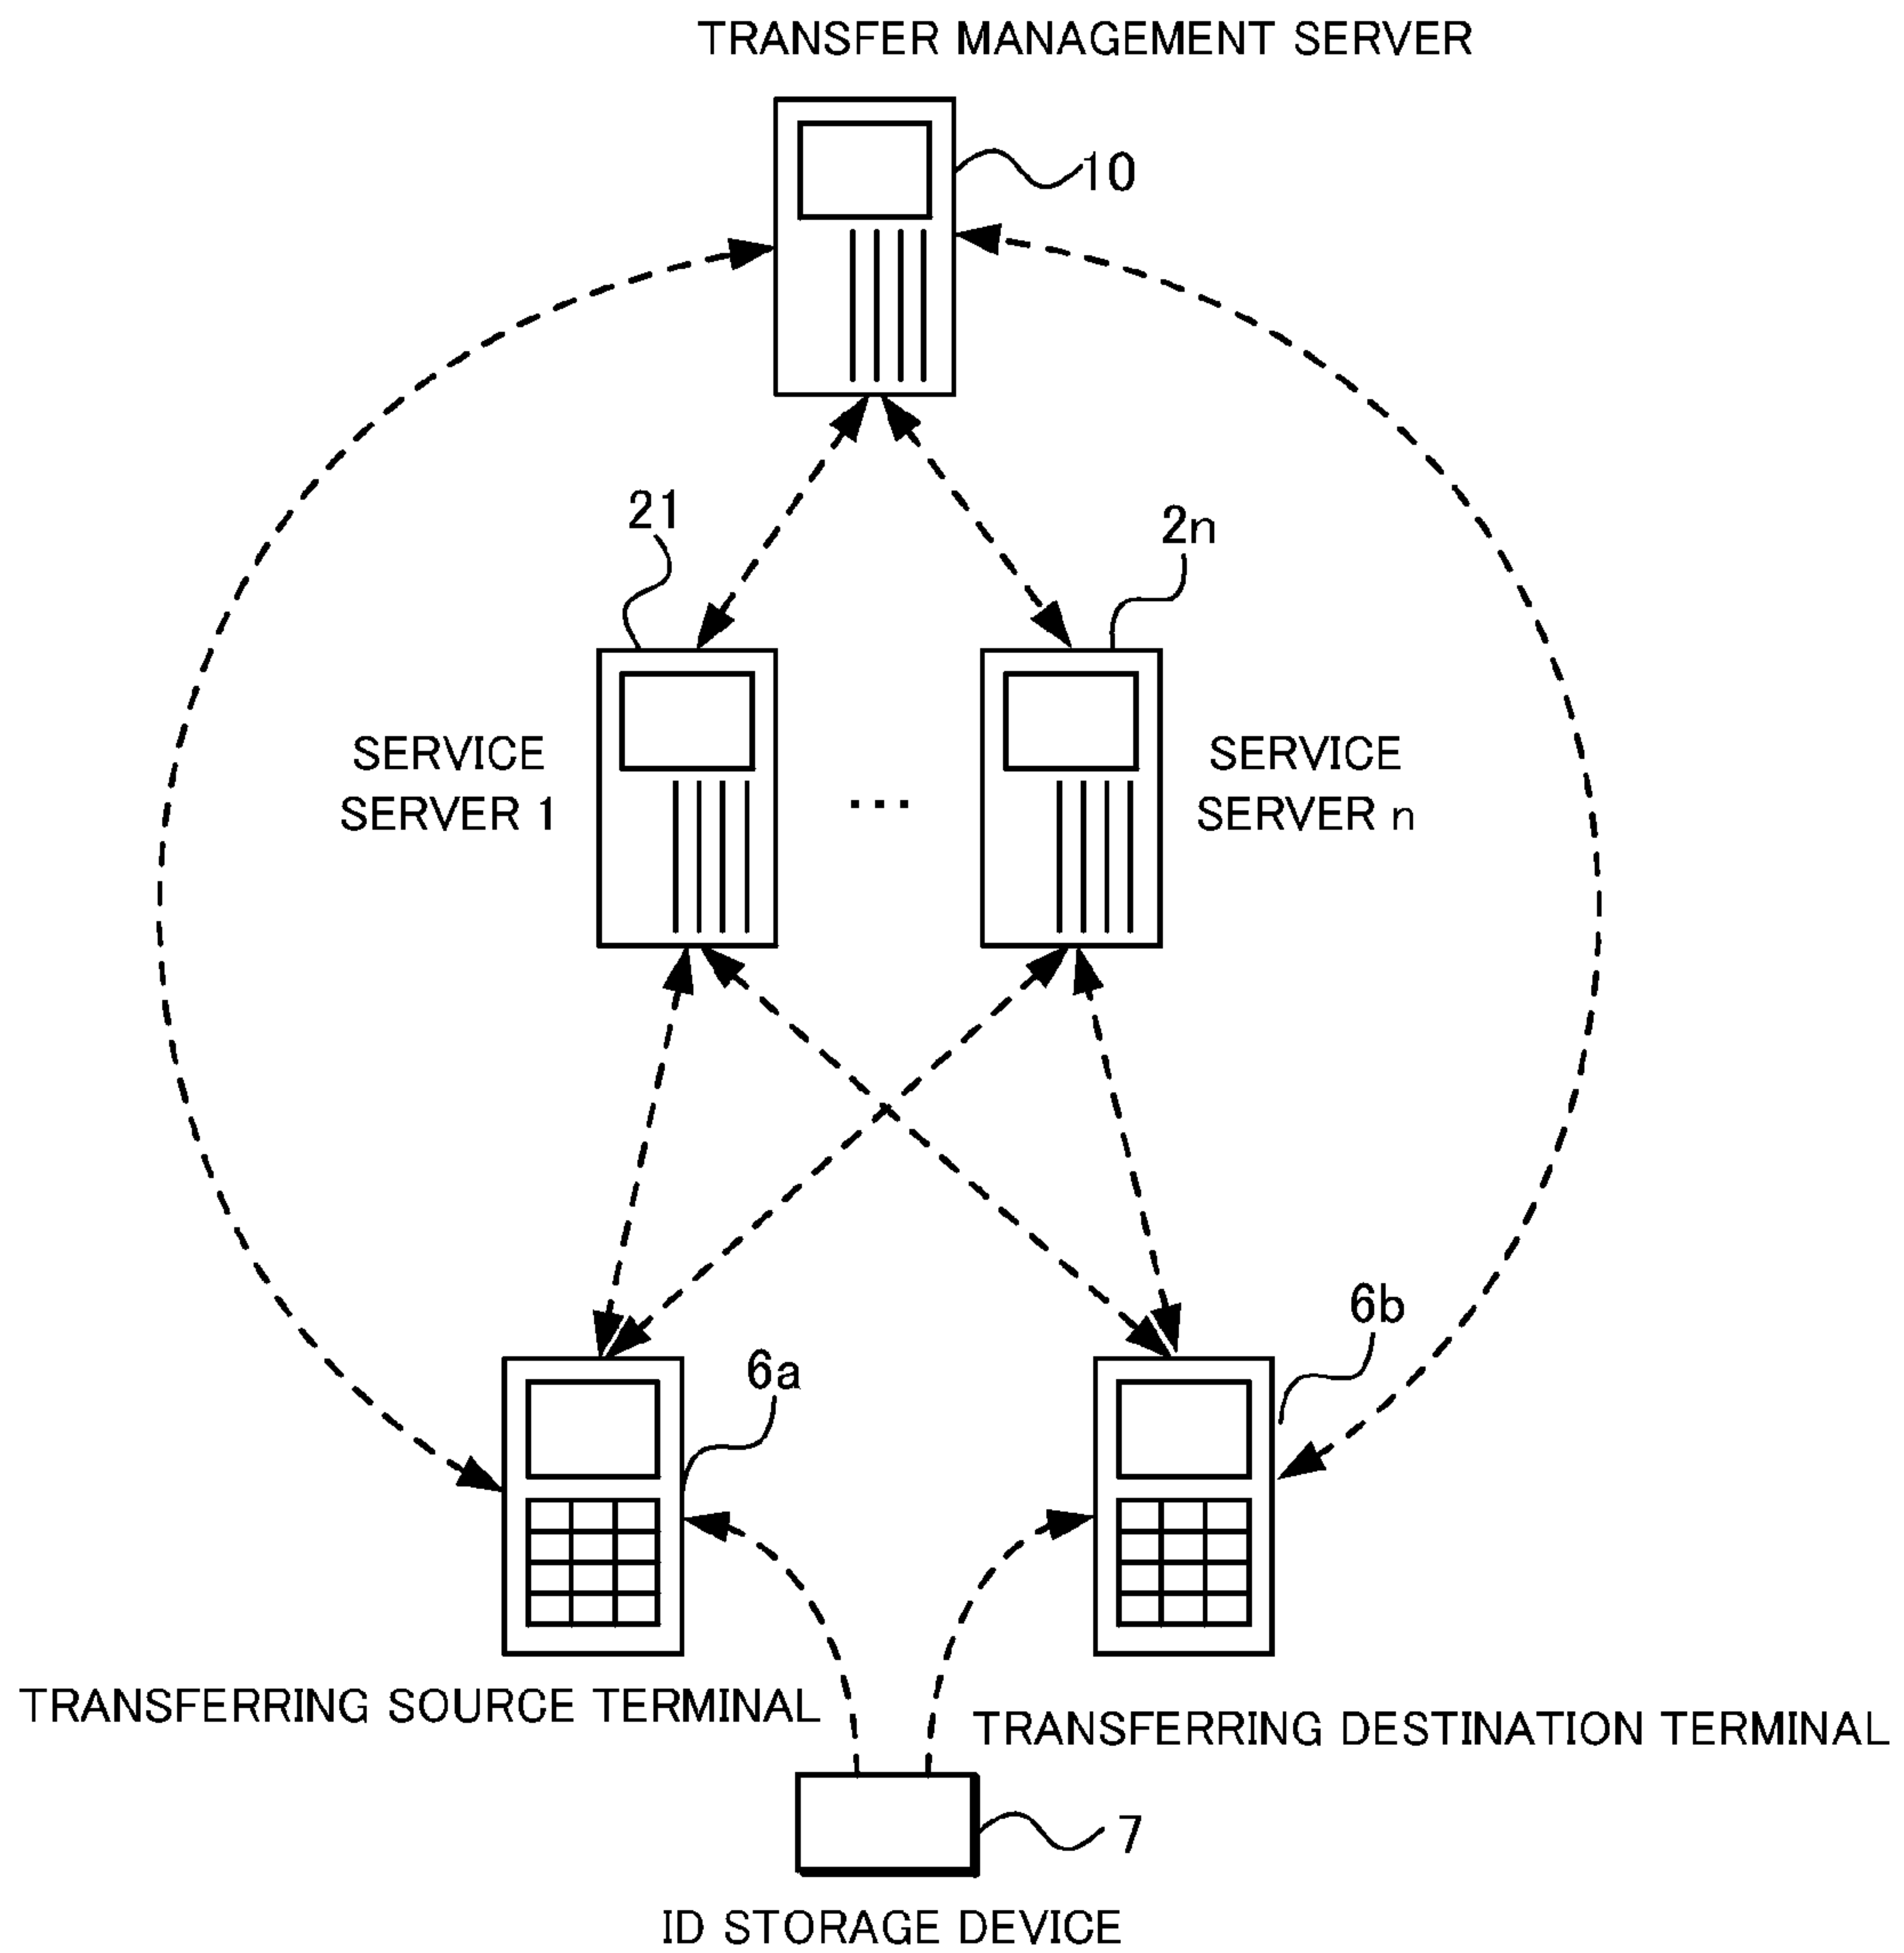 TRANSFER MANAGEMENT SERVER
10
21
2n
SERVICE
SERVER 1
...
SERVICE
SERVER n
6b
6a
TRANSFERRING SOURCE TERMINAL
TRANSFERRING DESTINATION TERMINAL
7
ID STORAGE DEVICE